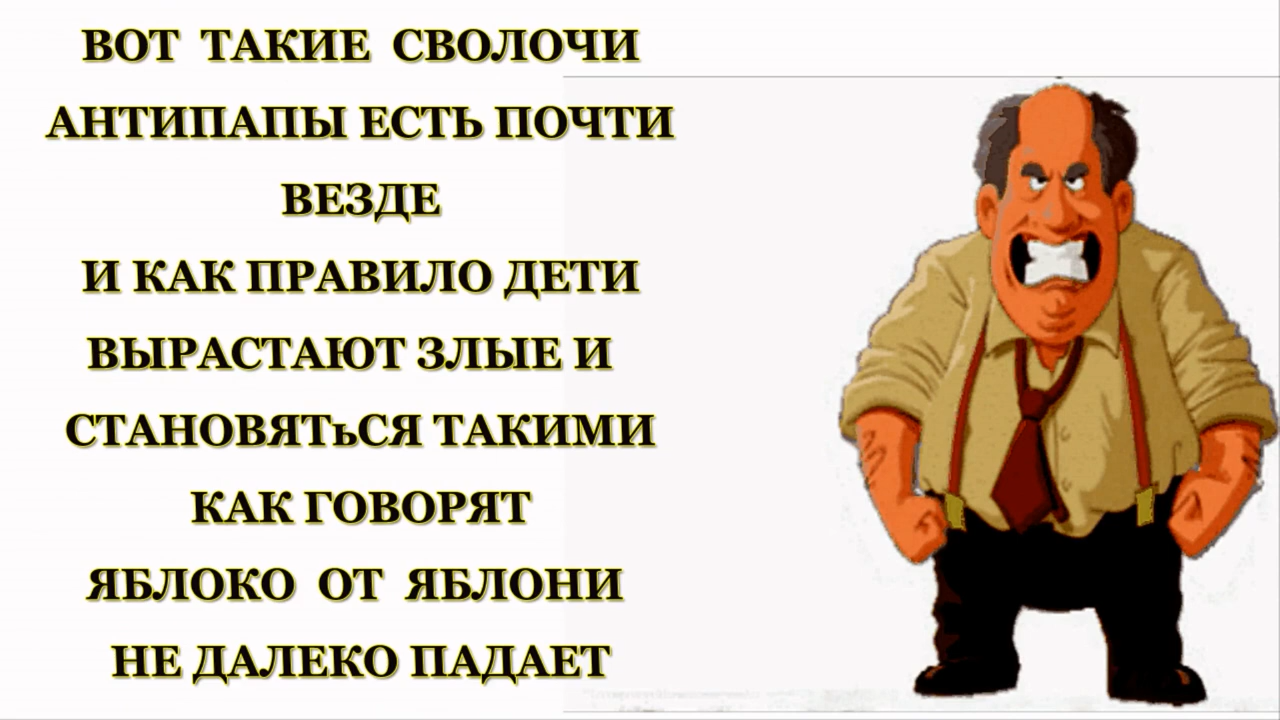 ВОТ ТАКИЕ СВОЛОЧИ
АНТИПАПЫ ЕСТЬ ПОЧТИ
ВЕЗДЕ
И КАК ПРАВИЛО ДЕТИ
ВЫРАСТАЮТ ЗЛЫЕ И
СТАНОВЯТьСЯ ТАКИМИ
КАК ГОВОРЯТ
ЯБЛОКО ОТ ЯБЛОНИ
НЕ ДАЛЕКО ПАДАЕТ